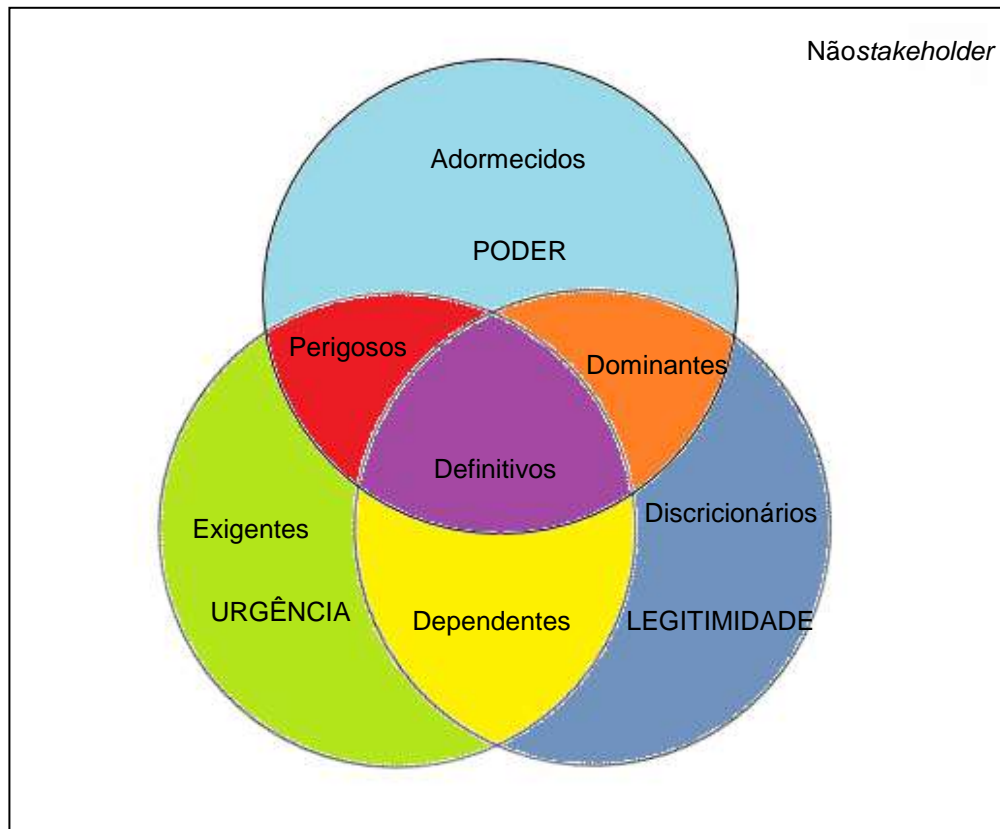 Nãostakeholder
Adormecidos
PODER
Perigosos
Dominantes
Definitivos
Discricionários
Exigentes
URGÊNCIA
Dependentes
LEGITIMIDADE